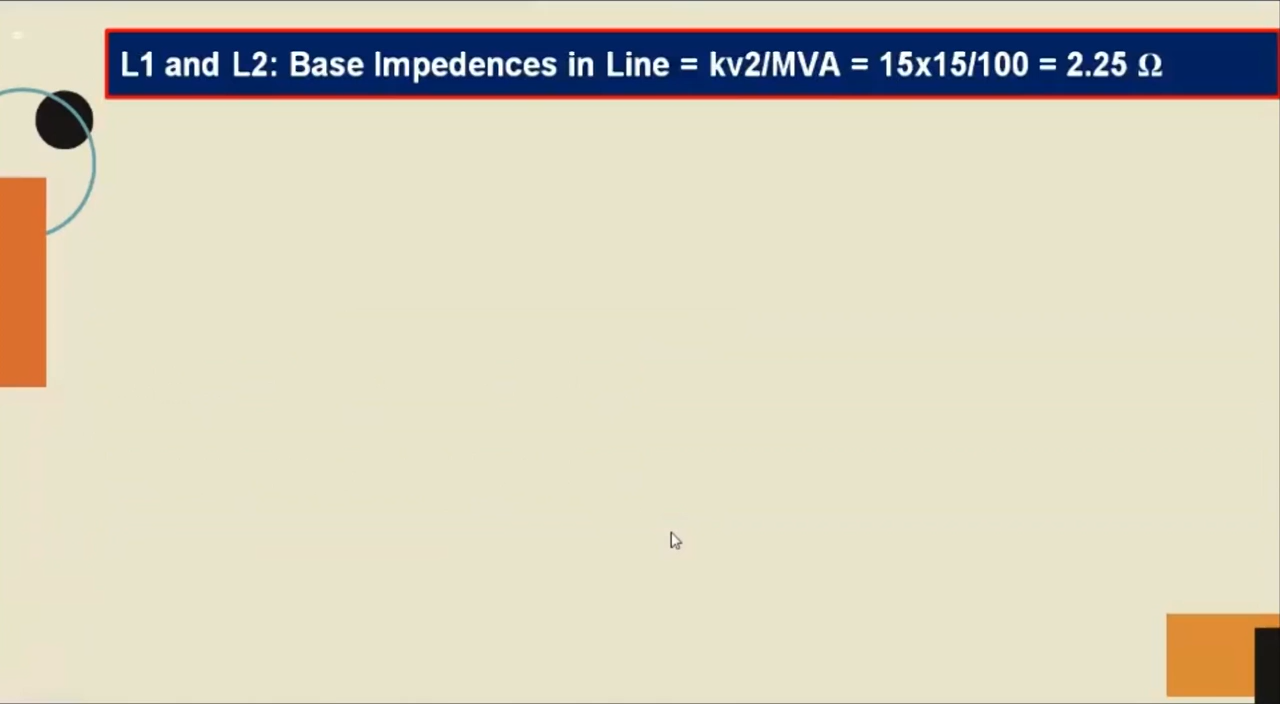 L1 and L2: Base Impedences in Line = kv2/MVA = 15x15/100 = 2.25 Ω